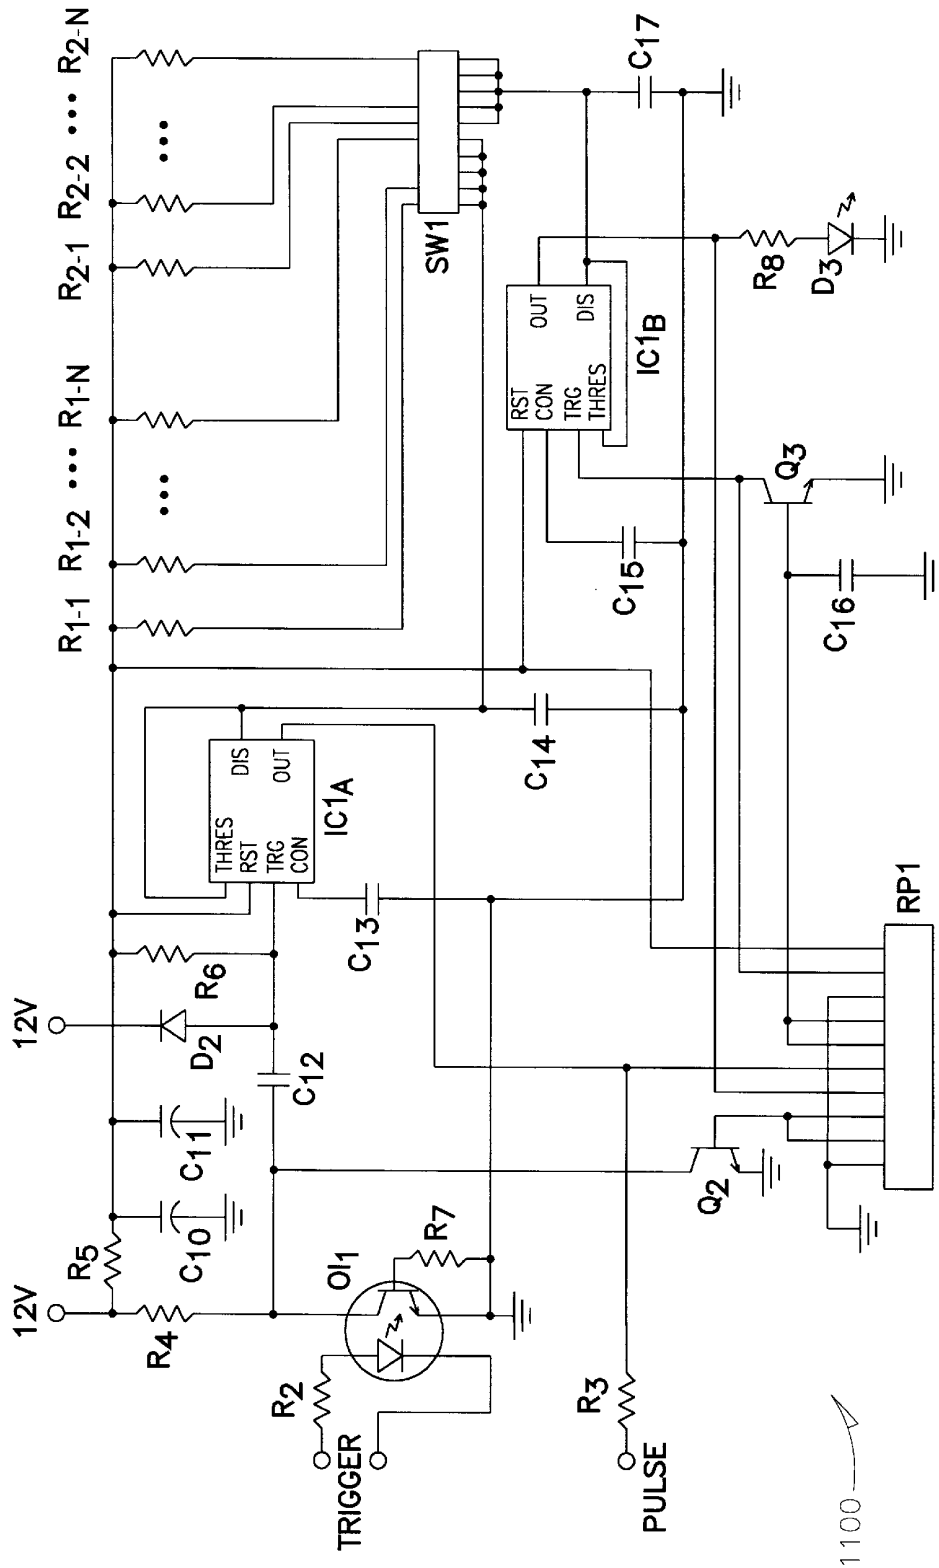 12V
12V
R1-1
R1-2
•••
R1-N
R2-1
R2-2
•••
R2-N
•••
•••
R5
C10
C11
D2
R6
R4
C12
THRES
RST
TRG
CON
DIS
OUT
IC1A
SW1
C17
R2
TRIGGER
OI1
R7
C13
C14
RST
CON
TRG
THRES
OUT
DIS
IC1B
C15
R3
PULSE
Q2
Q3
C16
R8
D3
RP1
1100